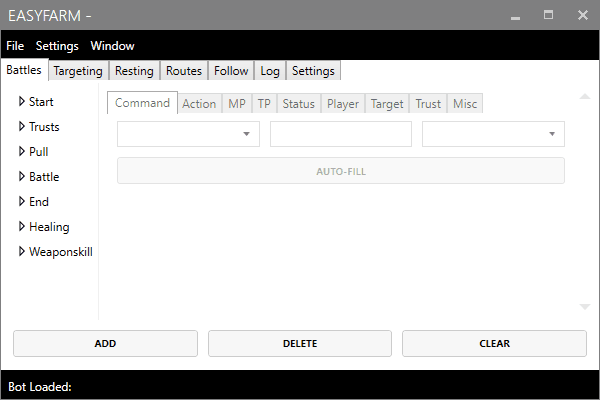 EASYFARM -
File Settings Window
Battles Targeting Resting Routes Follow Log Settings
Command Action MP TP Status Player Target Trust Misc
Start
Trusts
Pull
Battle
End
Healing
Weaponskill
AUTO-FILL
ADD DELETE CLEAR
Bot Loaded: